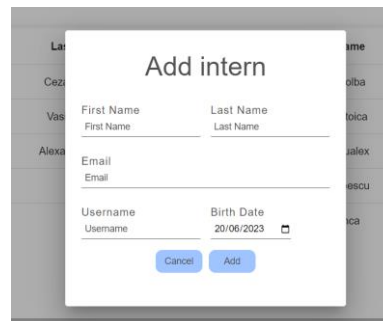 Add intern
First Name Last Name
First Name Last Name
Email
Email
Username Birth Date
Username 20/06/2023
Cancel Add